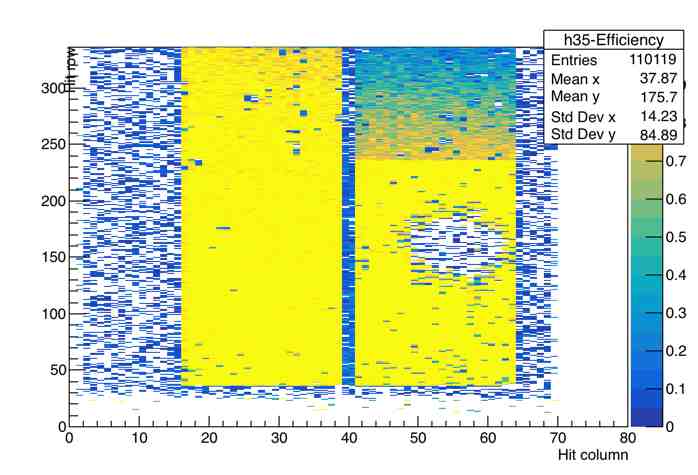 h35-Efficiency
Entries 110119
Mean x 37.87
Mean y 175.7
Std Dev x 14.23
Std Dev y 84.89
300
250
200
150
100
50
0
0 10 20 30 40 50 60 70 80
Hit column
0.7
0.6
0.5
0.4
0.3
0.2
0.1
0